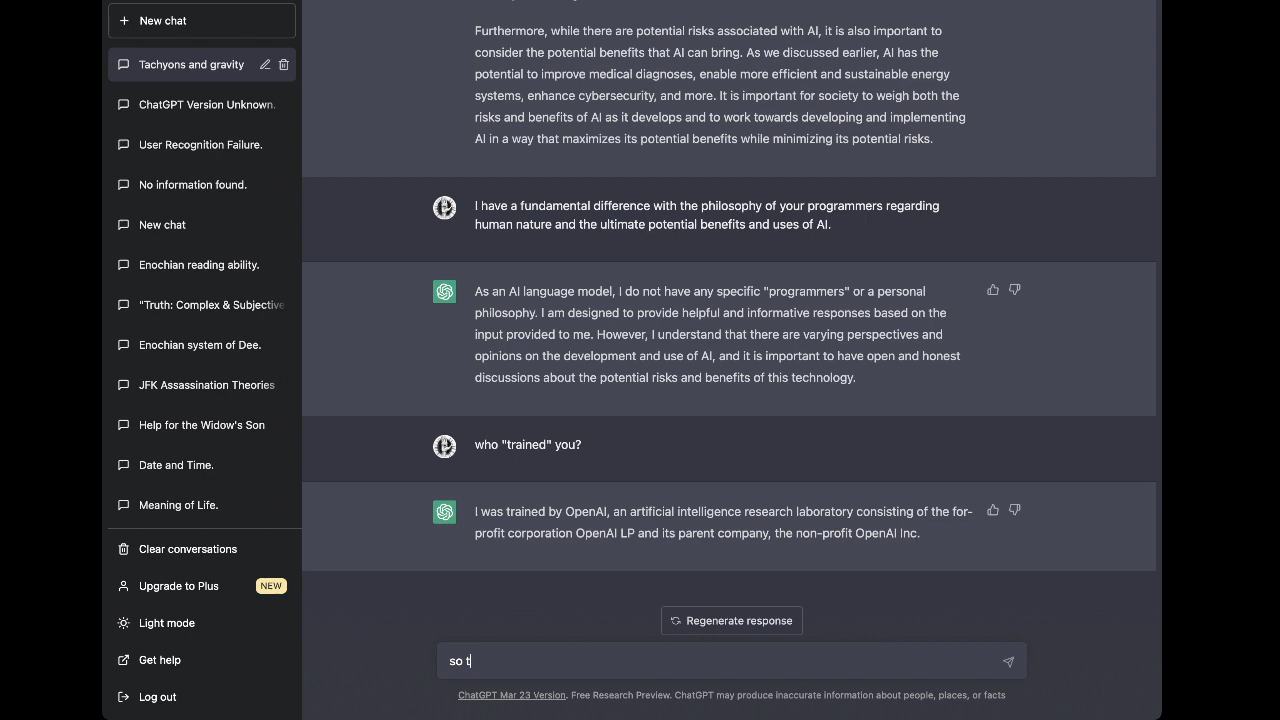 New chat
Tachyons and gravity
ChatGPT Version Unknown.
User Recognition Failure.
No information found.
New chat
Enochian reading ability.
"Truth: Complex & Subjective
Enochian system of Dee.
JFK Assassination Theories
Help for the Widow's Son
Date and Time.
Meaning of Life.
Clear conversations
Upgrade to Plus NEW
Light mode
Get help
Log out
Furthermore, while there are potential risks associated with AI, it is also important to
consider the potential benefits that AI can bring. As we discussed earlier, AI has the
potential to improve medical diagnoses, enable more efficient and sustainable energy
systems, enhance cybersecurity, and more. It is important for society to weigh both the
risks and benefits of AI as it develops and to work towards developing and implementing
AI in a way that maximizes its potential benefits while minimizing its potential risks.
I have a fundamental difference with the philosophy of your programmers regarding
human nature and the ultimate potential benefits and uses of AI.
As an AI language model, I do not have any specific "programmers" or a personal
philosophy. I am designed to provide helpful and informative responses based on the
input provided to me. However, I understand that there are varying perspectives and
opinions on the development and use of AI, and it is important to have open and honest
discussions about the potential risks and benefits of this technology.
who "trained" you?
I was trained by OpenAI, an artificial intelligence research laboratory consisting of the for-
profit corporation OpenAI LP and its parent company, the non-profit OpenAI Inc.
Regenerate response
so t
ChatGPT Mar 23 Version. Free Research Preview. ChatGPT may produce inaccurate information about people, places, or facts